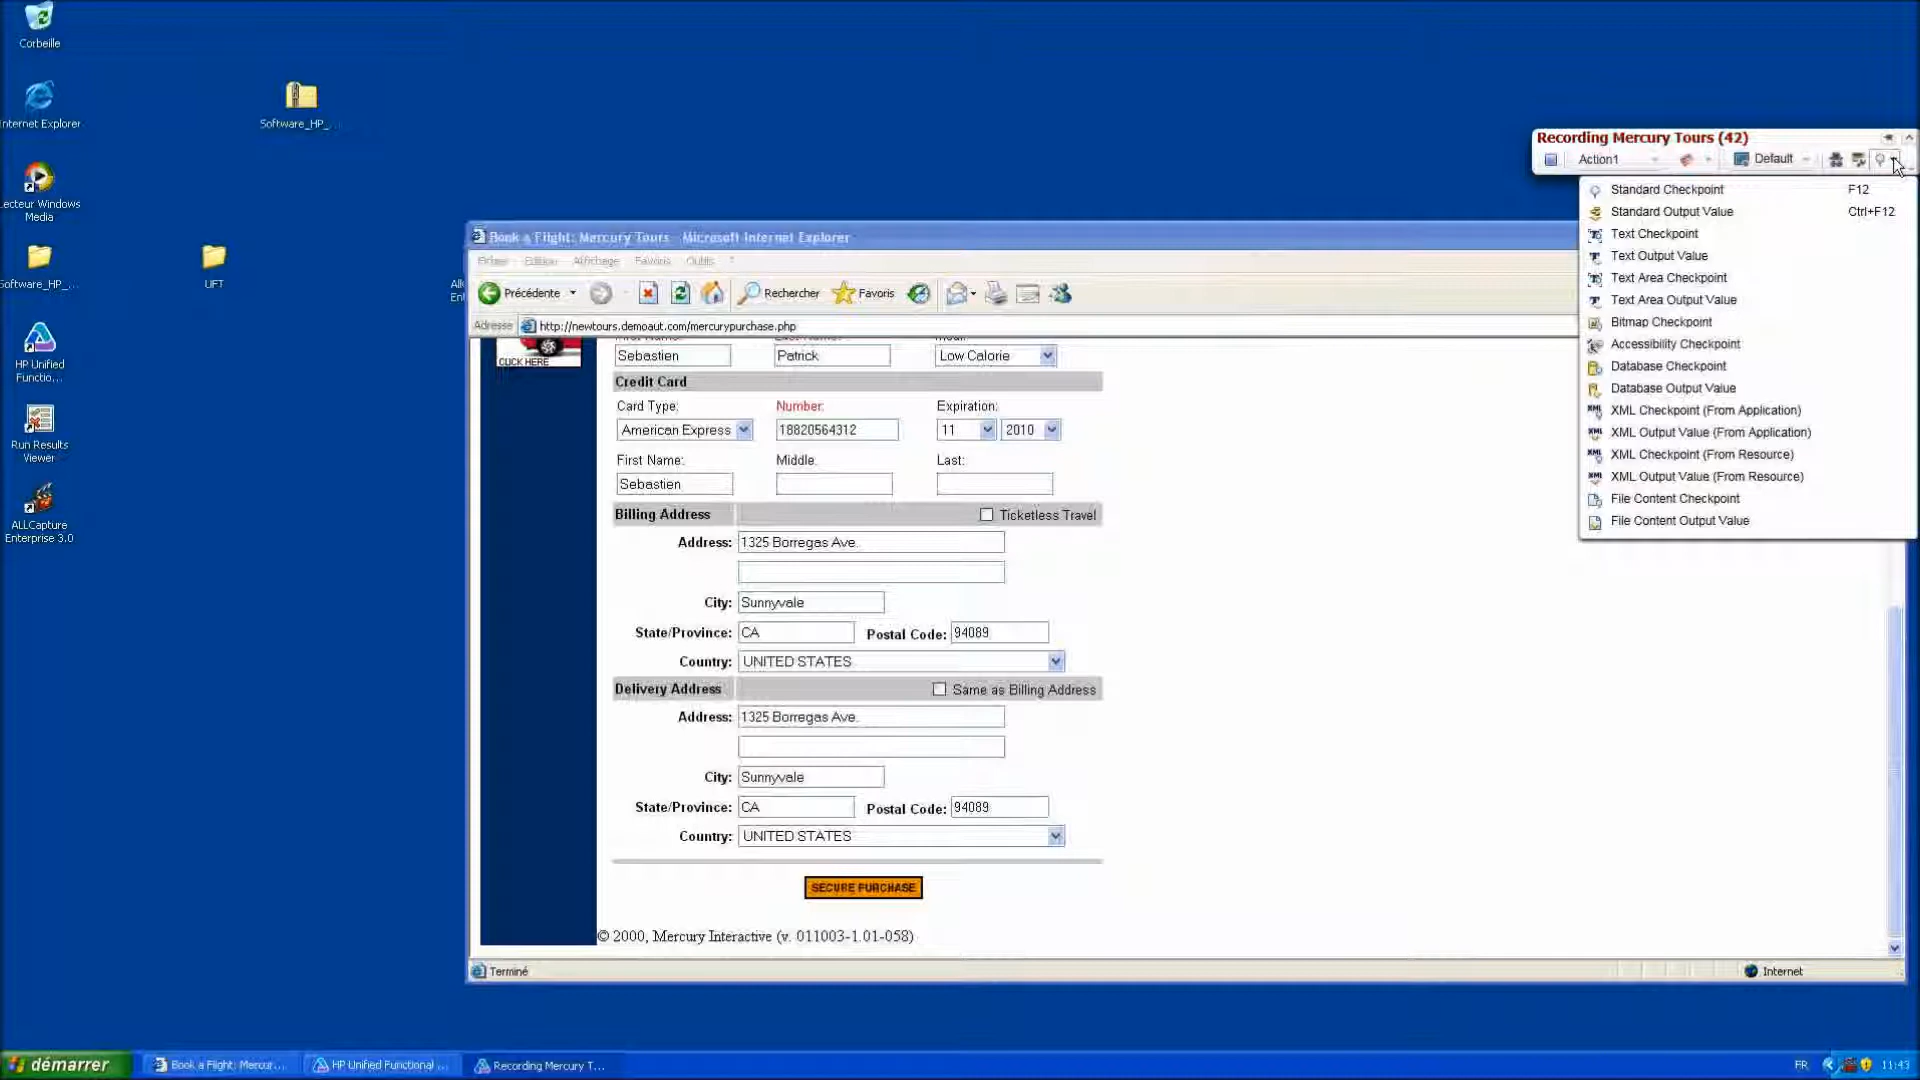 Corbeille
Internet Explorer
Software_HP_...
Lecteur Windows
Media
Software_HP_...
UFT
HP Unified
Functio...
Run Results
Viewer
ALLCapture
Enterprise 3.0
Recording Mercury Tours (42)
Action1
Default
Standard Checkpoint F12
Standard Output Value Ctrl+F12
Text Checkpoint
Text Output Value
Text Area Checkpoint
Text Area Output Value
Bitmap Checkpoint
Accessibility Checkpoint
Database Checkpoint
Database Output Value
XML Checkpoint (From Application)
XML Output Value (From Application)
XML Checkpoint (From Resource)
XML Output Value (From Resource)
File Content Checkpoint
File Content Output Value
Book a Flight: Mercury Tours - Microsoft Internet Explorer
Fichier Edition Affichage Favoris Outils ?
Précédente Rechercher Favoris
Adresse http://newtours.demoaut.com/mercurypurchase.php
CLICK HERE
Sebastien Patrick Low Calorie
Credit Card
Card Type: Number: Expiration:
American Express 18820564312 11 2010
First Name: Middle: Last:
Sebastien
Billing Address Ticketless Travel
Address: 1325 Borregas Ave.
City: Sunnyvale
State/Province: CA Postal Code: 94089
Country: UNITED STATES
Delivery Address Same as Billing Address
Address: 1325 Borregas Ave.
City: Sunnyvale
State/Province: CA Postal Code: 94089
Country: UNITED STATES
SECURE PURCHASE
© 2000, Mercury Interactive (v. 011003-1.01-058)
Terminé Internet
démarrer Book a Flight: Mercur... HP Unified Functional ... Recording Mercury T... FR 11:43